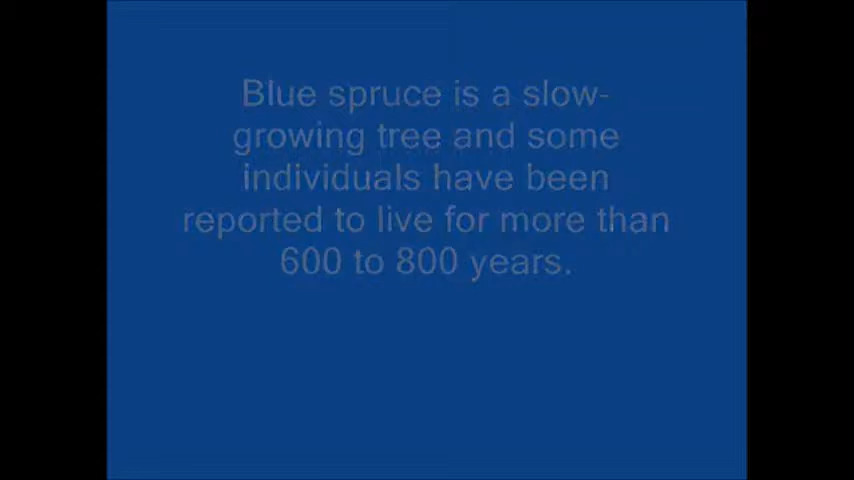 Blue spruce is a slow-
growing tree and some
individuals have been
reported to live for more than
600 to 800 years.